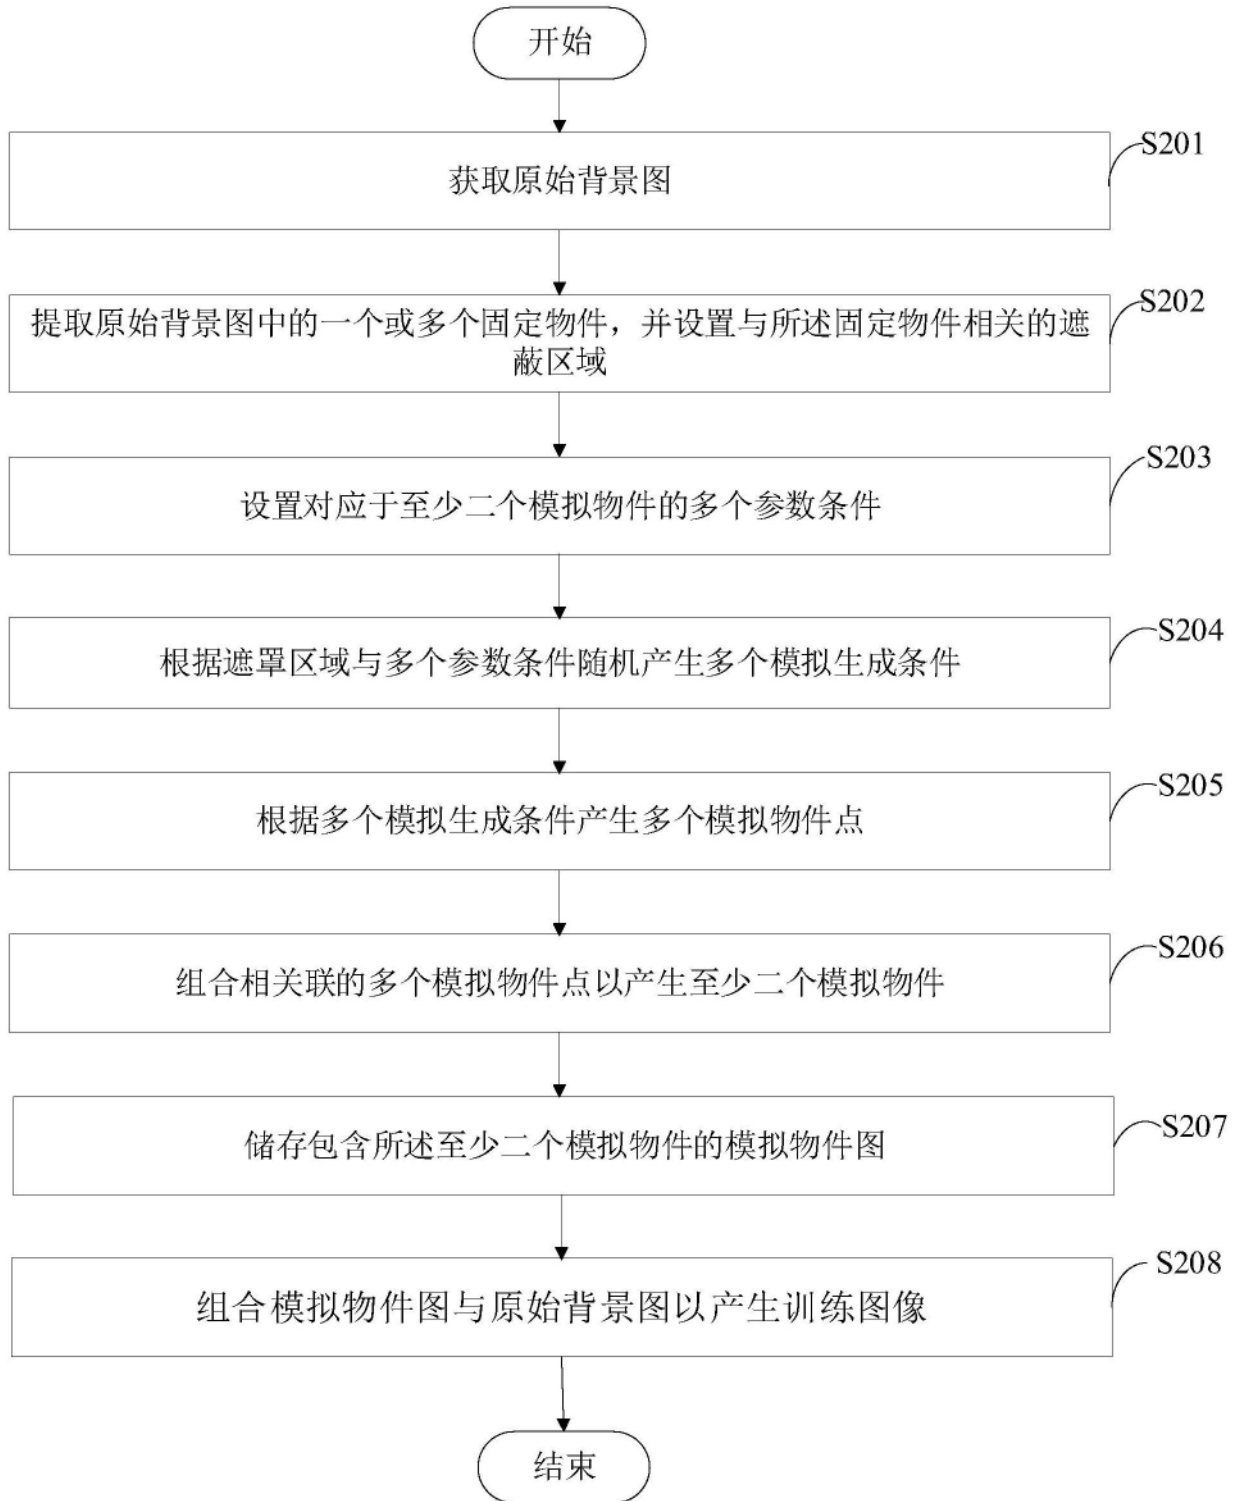 开始
S201
获取原始背景图
S202
提取原始背景图中的一个或多个固定物件，并设置与所述固定物件相关的遮
蔽区域
S203
设置对应于至少二个模拟物件的多个参数条件
S204
根据遮罩区域与多个参数条件随机产生多个模拟生成条件
S205
根据多个模拟生成条件产生多个模拟物件点
S206
组合相关联的多个模拟物件点以产生至少二个模拟物件
S207
储存包含所述至少二个模拟物件的模拟物件图
S208
组合模拟物件图与原始背景图以产生训练图像
结束